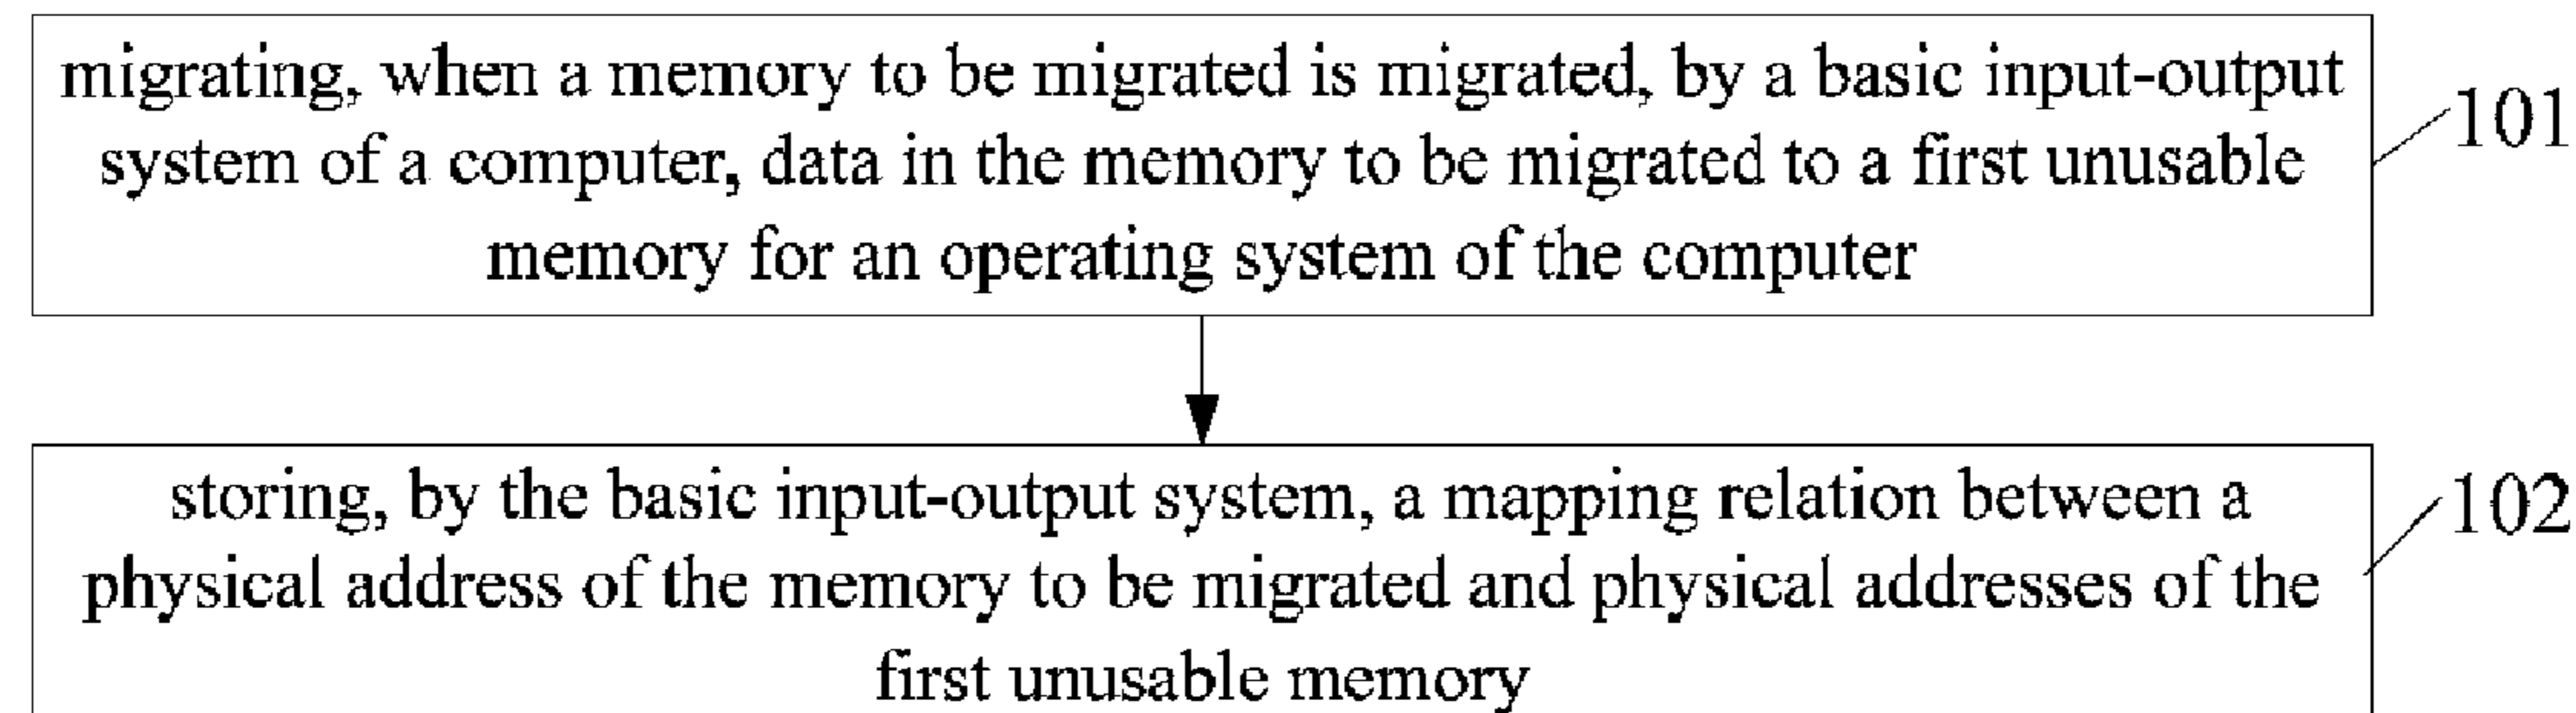 migrating, when a memory to be migrated is migrated, by a basic input-output
system of a computer, data in the memory to be migrated to a first unusable
memory for an operating system of the computer
101
storing, by the basic input-output system, a mapping relation between a
physical address of the memory to be migrated and physical addresses of the
first unusable memory
102